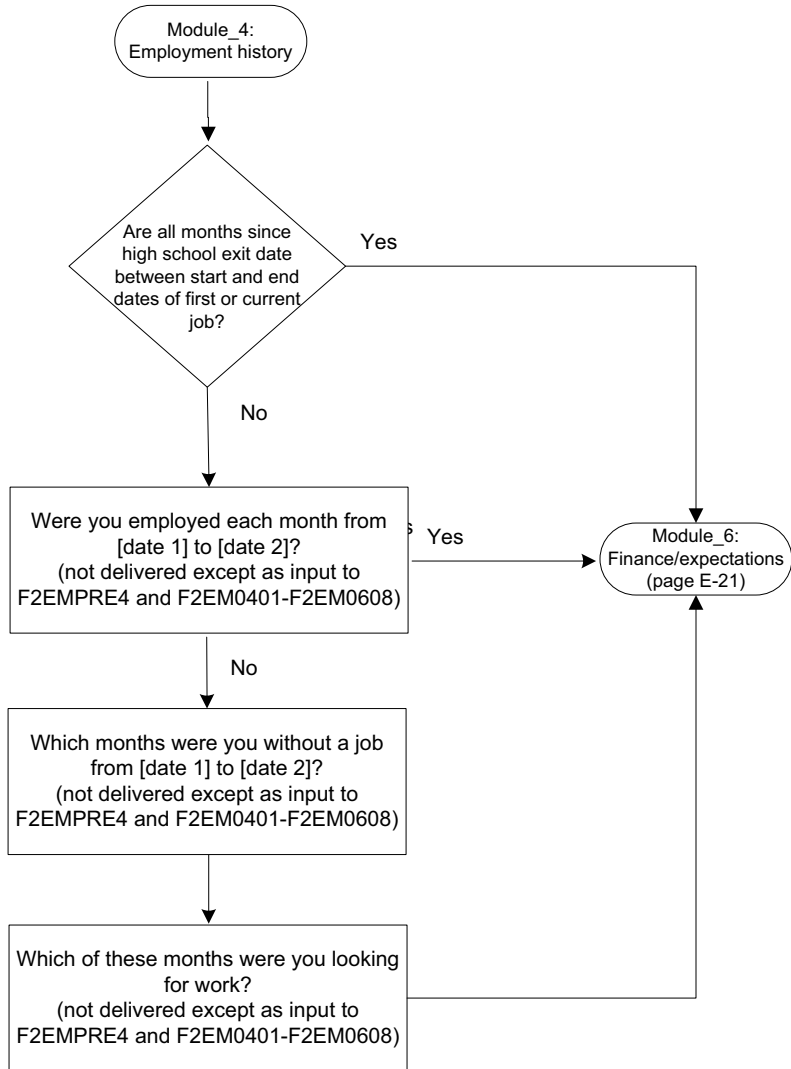 Module_4:
Employment history
Are all months since
high school exit date
between start and end
dates of first or current
job?
Yes
No
Were you employed each month from
[date 1] to [date 2]?
(not delivered except as input to
F2EMPRE4 and F2EM0401-F2EM0608)
s
Yes
Module_6:
Finance/expectations
(page E-21)
No
Which months were you without a job
from [date 1] to [date 2]?
(not delivered except as input to
F2EMPRE4 and F2EM0401-F2EM0608)
Which of these months were you looking
for work?
(not delivered except as input to
F2EMPRE4 and F2EM0401-F2EM0608)